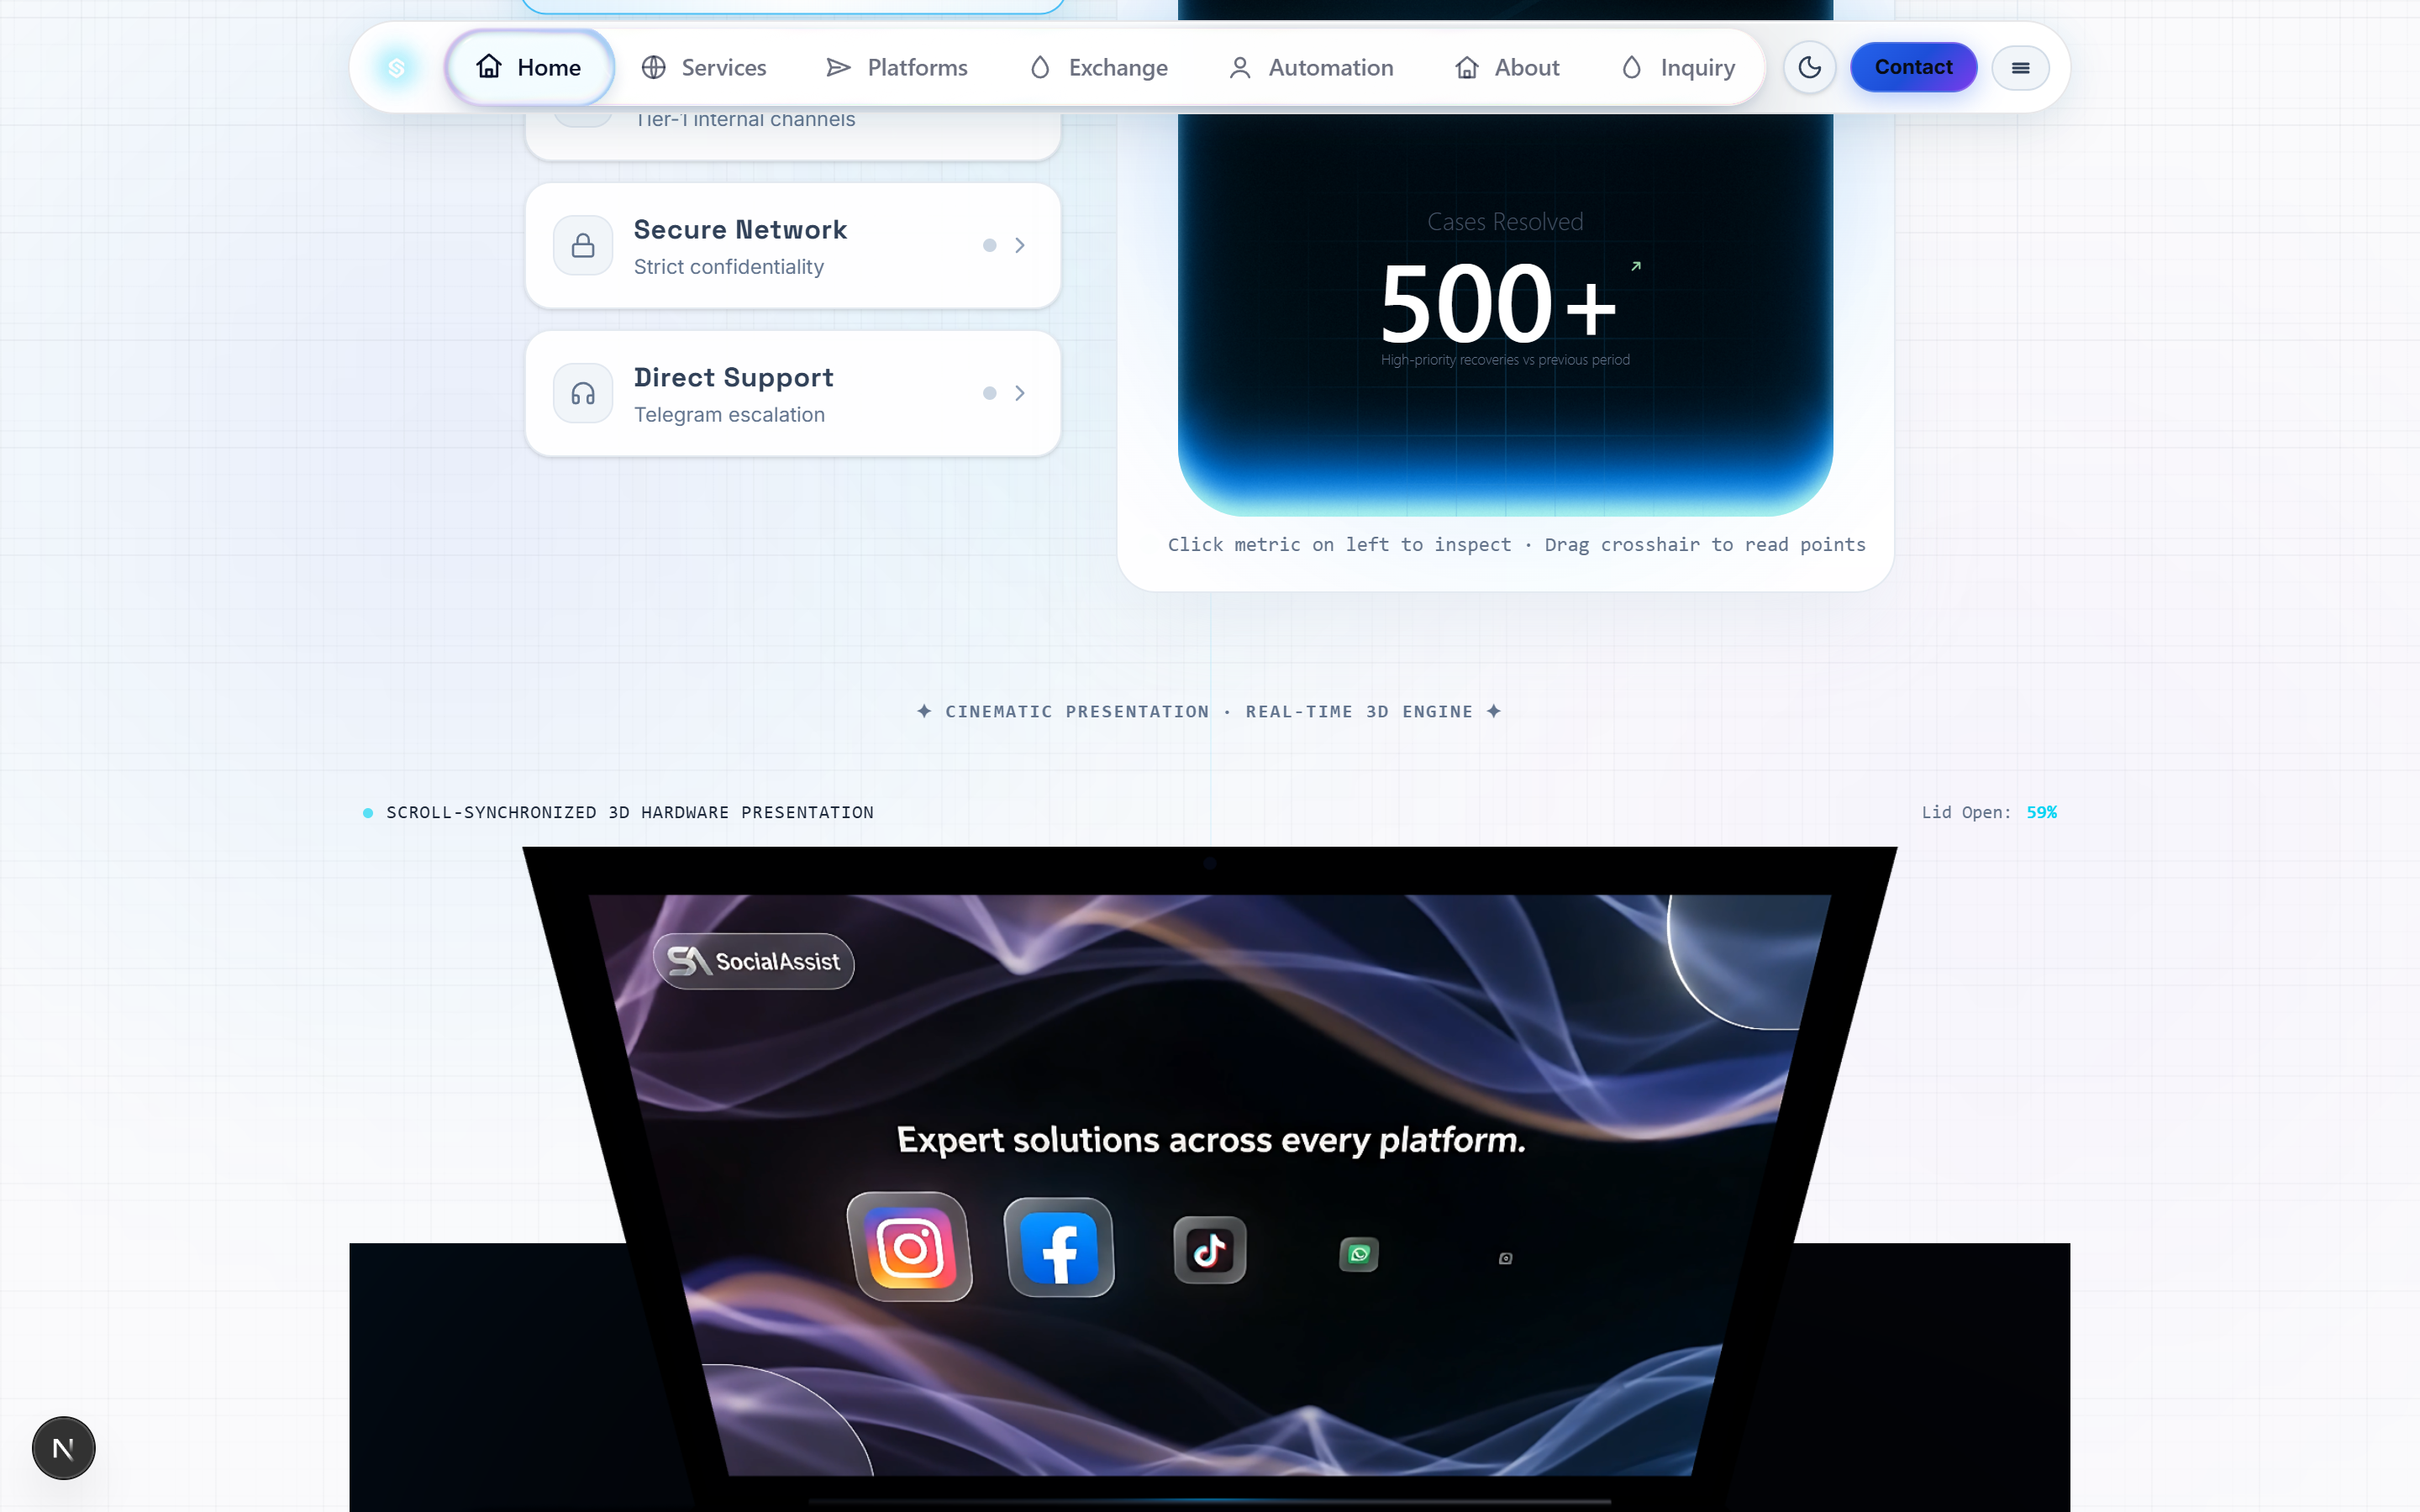 Home
Services
Platforms
Exchange
Automation
About
Inquiry
Contact
Tier-1 internal channels
Secure Network
Strict confidentiality
Direct Support
Telegram escalation
Cases Resolved
500+
High-priority recoveries vs previous period
Click metric on left to inspect · Drag crosshair to read points
✦ CINEMATIC PRESENTATION · REAL-TIME 3D ENGINE ✦
SCROLL-SYNCHRONIZED 3D HARDWARE PRESENTATION
Lid Open: 59%
SA SocialAssist
Expert solutions across every platform.
N